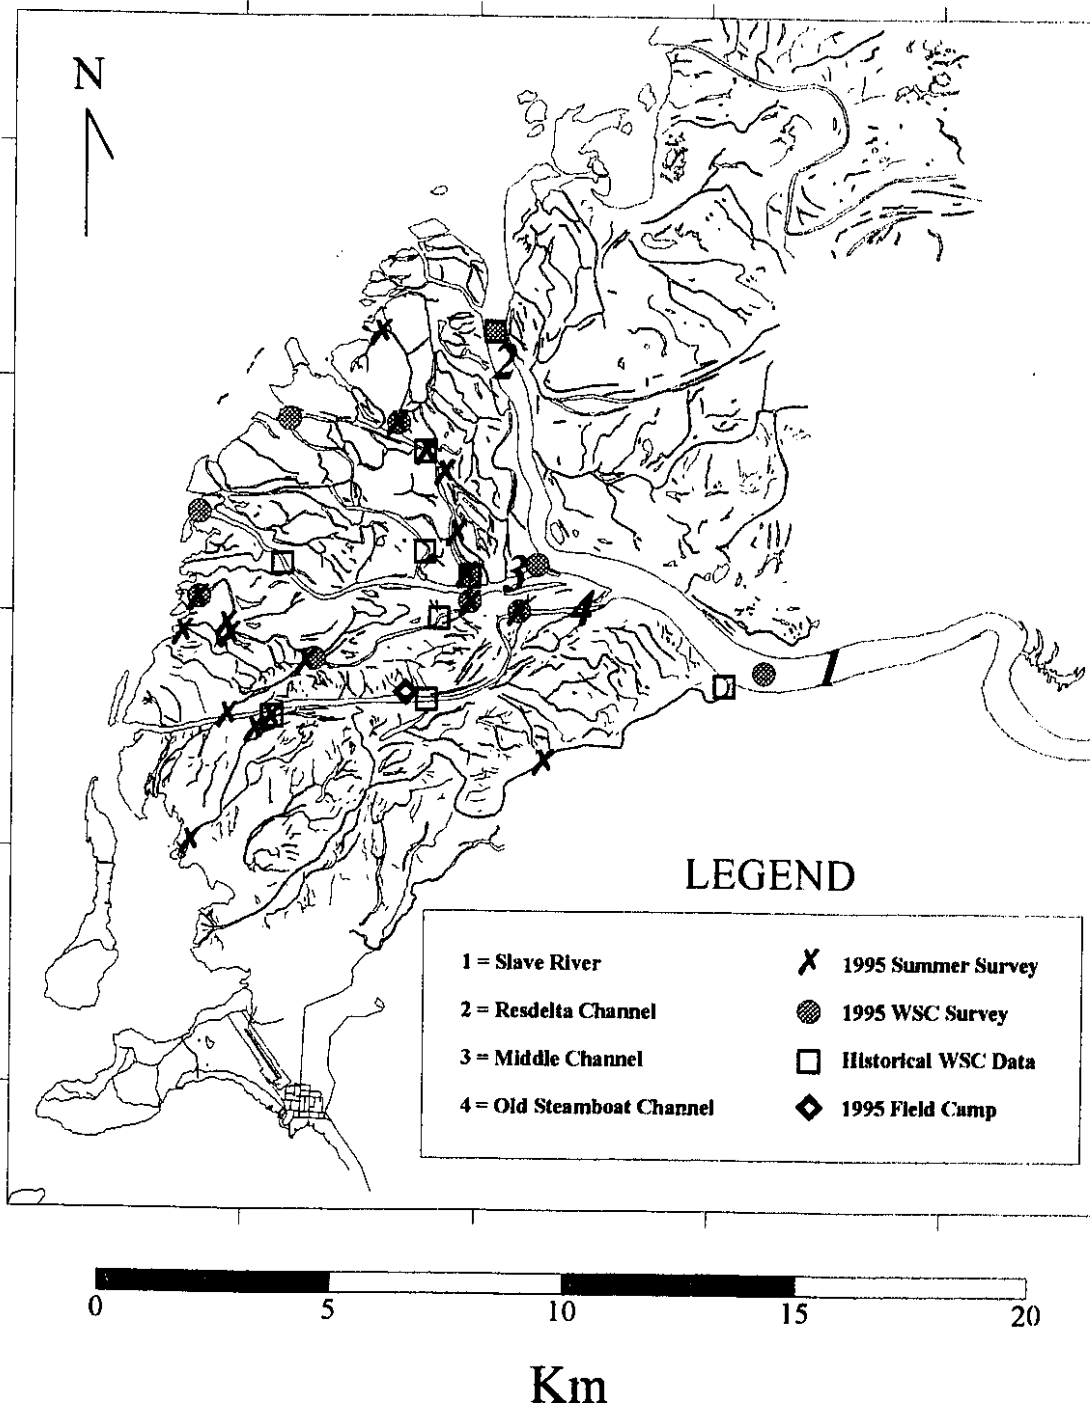 N
2
3
4
1
LEGEND
1 = Slave River
2 = Resdelta Channel
3 = Middle Channel
4 = Old Steamboat Channel
1995 Summer Survey
1995 WSC Survey
Historical WSC Data
1995 Field Camp
0 5 10 15 20
Km